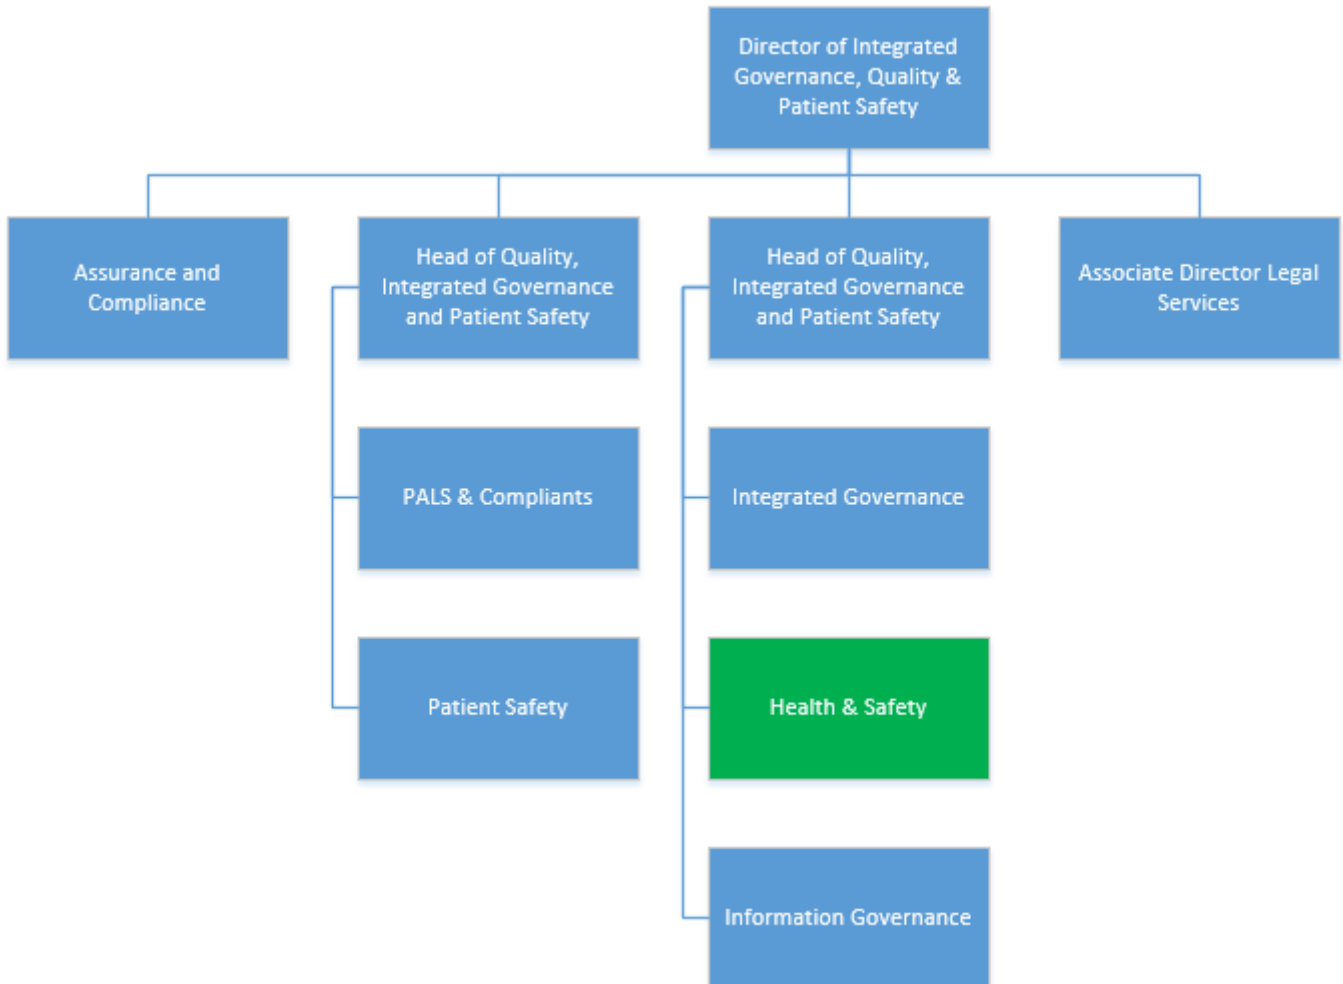 Director of Integrated
Governance, Quality &
Patient Safety
Assurance and
Compliance
Head of Quality,
Integrated Governance
and Patient Safety
Head of Quality,
Integrated Governance
and Patient Safety
Associate Director Legal
Services
PALS & Compliants
Integrated Governance
Patient Safety
Health & Safety
Information Governance